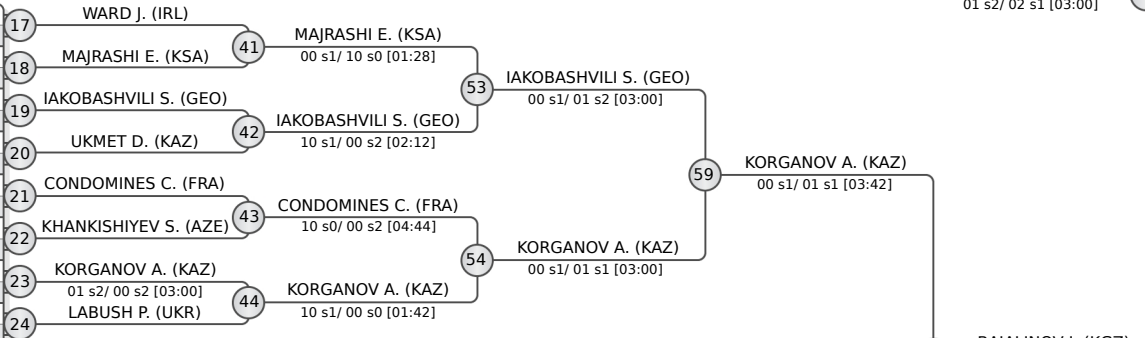 01 s2/ 02 s1 [03:00]
17
WARD J. (IRL)
41
MAJRASHI E. (KSA)
00 s1/ 10 s0 [01:28]
18
MAJRASHI E. (KSA)
53
IAKOBASHVILI S. (GEO)
00 s1/ 01 s2 [03:00]
19
IAKOBASHVILI S. (GEO)
42
IAKOBASHVILI S. (GEO)
10 s1/ 00 s2 [02:12]
20
UKMET D. (KAZ)
59
KORGANOV A. (KAZ)
00 s1/ 01 s1 [03:42]
21
CONDOMINES C. (FRA)
43
CONDOMINES C. (FRA)
10 s0/ 00 s2 [04:44]
22
KHANKISHIYEV S. (AZE)
54
KORGANOV A. (KAZ)
00 s1/ 01 s1 [03:00]
23
KORGANOV A. (KAZ)
01 s2/ 00 s2 [03:00]
44
KORGANOV A. (KAZ)
10 s1/ 00 s0 [01:42]
24
LABUSH P. (UKR)